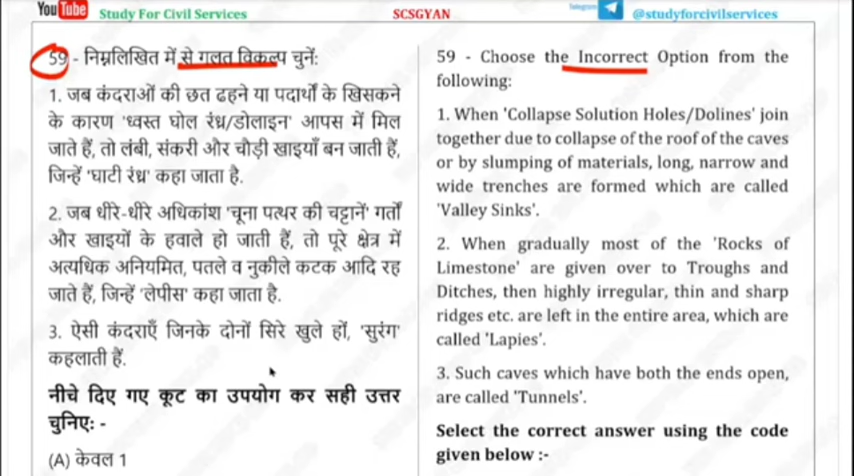 You Tube Study For Civil Services SCSGYAN Telegram @studyforcivilservices
59 - निम्नलिखित में से गलत विकल्प चुनें:
1. जब कंदराओं की छत ढहने या पदार्थों के खिसकने
के कारण 'ध्वस्त घोल रंध्र/डोलाइन' आपस में मिल
जाते हैं, तो लंबी, संकरी और चौड़ी खाइयाँ बन जाती हैं,
जिन्हें 'घाटी रंध्र' कहा जाता है.
2. जब धीरे-धीरे अधिकांश 'चूना पत्थर की चट्टानें' गर्तों
और खाइयों के हवाले हो जाती हैं, तो पूरे क्षेत्र में
अत्यधिक अनियमित, पतले व नुकीले कटक आदि रह
जाते हैं, जिन्हें 'लेपीस' कहा जाता है.
3. ऐसी कंदराएँ जिनके दोनों सिरे खुले हों, 'सुरंग'
कहलाती हैं.
नीचे दिए गए कूट का उपयोग कर सही उत्तर
चुनिएः -
(A) केवल 1
59 - Choose the Incorrect Option from the
following:
1. When 'Collapse Solution Holes/Dolines' join
together due to collapse of the roof of the caves
or by slumping of materials, long, narrow and
wide trenches are formed which are called
'Valley Sinks'.
2. When gradually most of the 'Rocks of
Limestone' are given over to Troughs and
Ditches, then highly irregular, thin and sharp
ridges etc. are left in the entire area, which are
called 'Lapies'.
3. Such caves which have both the ends open,
are called 'Tunnels'.
Select the correct answer using the code
given below :-